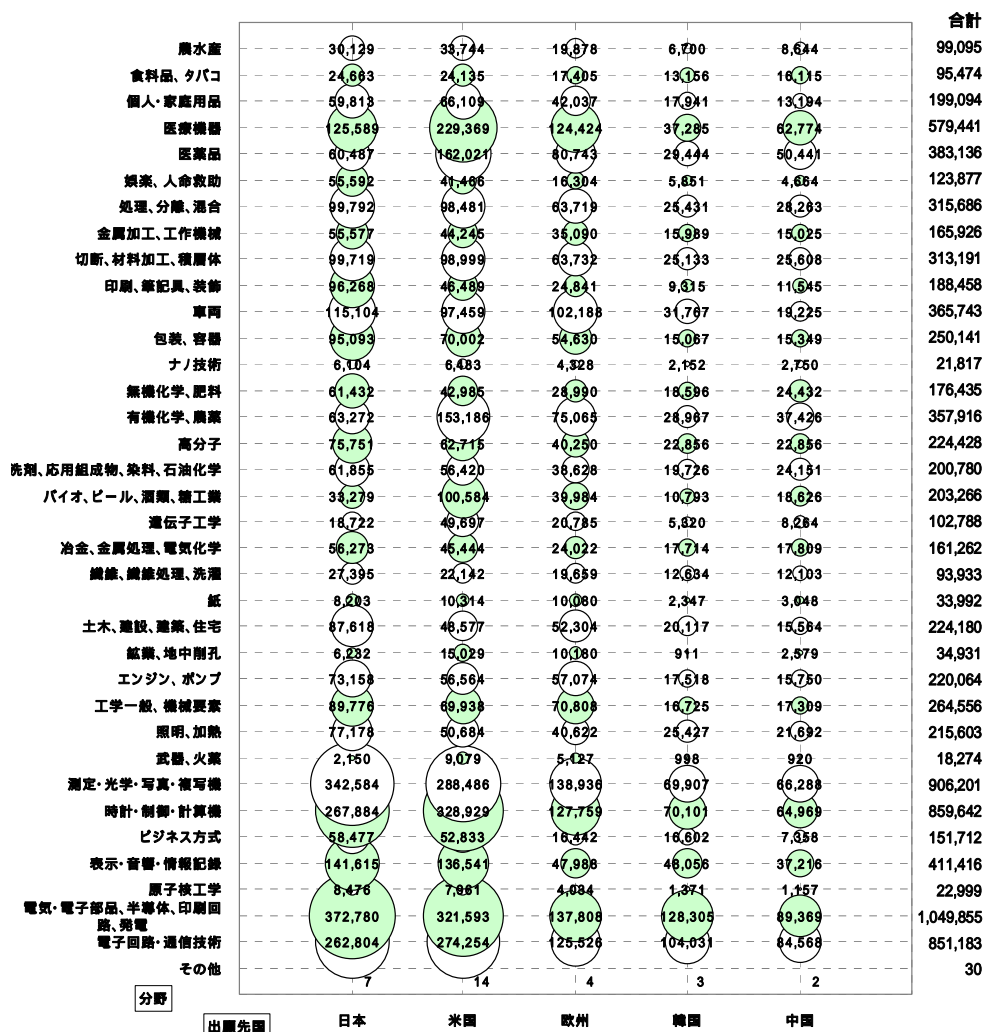 合計
農水産 30,129 33,744 19,878 6,700 8,644 99,095
食料品、タバコ 24,663 24,135 17,405 13,156 16,115 95,474
個人・家庭用品 59,813 66,109 42,037 17,941 13,194 199,094
医療機器 125,589 229,369 124,424 37,285 62,774 579,441
医薬品 60,487 162,021 80,743 29,444 50,441 383,136
娯楽、人命救助 55,592 41,466 16,304 5,851 4,664 123,877
処理、分離、混合 99,792 98,481 63,719 25,431 28,263 315,686
金属加工、工作機械 55,577 44,245 35,090 15,989 15,025 165,926
切断、材料加工、積層体 99,719 98,999 63,732 25,133 25,608 313,191
印刷、筆記具、装飾 96,268 46,489 24,841 9,315 11,545 188,458
車両 115,104 97,459 102,188 31,767 19,225 365,743
包装、容器 95,093 70,002 54,630 15,067 15,349 250,141
ナノ技術 6,104 6,483 4,328 2,152 2,750 21,817
無機化学、肥料 61,432 42,985 28,990 18,596 24,432 176,435
有機化学、農薬 63,272 153,186 75,065 28,967 37,426 357,916
高分子 75,751 62,715 40,250 22,856 22,856 224,428
洗剤、応用組成物、染料、石油化学 61,855 56,420 38,628 19,726 24,151 200,780
バイオ、ビール、酒類、糖工業 33,279 100,584 39,984 10,793 18,626 203,266
遺伝子工学 18,722 49,697 20,785 5,320 8,264 102,788
冶金、金属処理、電気化学 56,273 45,444 24,022 17,714 17,809 161,262
繊維、繊維処理、洗濯 27,395 22,142 19,659 12,634 12,103 93,933
紙 8,203 10,314 10,080 2,347 3,048 33,992
土木、建設、建築、住宅 87,618 48,577 52,304 20,117 15,564 224,180
鉱業、地中削孔 6,232 15,029 10,180 911 2,579 34,931
エンジン、ポンプ 73,158 56,564 57,074 17,518 15,750 220,064
工学一般、機械要素 89,776 69,938 70,808 16,725 17,309 264,556
照明、加熱 77,178 50,684 40,622 25,427 21,692 215,603
武器、火薬 2,150 9,079 5,127 998 920 18,274
測定・光学・写真・複写機 342,584 288,486 138,936 69,907 66,288 906,201
時計・制御・計算機 267,884 328,929 127,759 70,101 64,969 859,642
ビジネス方式 58,477 52,833 16,442 16,602 7,358 151,712
表示・音響・情報記録 141,615 136,541 47,988 48,056 37,216 411,416
原子核工学 8,476 7,961 4,084 1,371 1,157 22,999
電気・電子部品、半導体、印刷回
路、発電 372,780 321,593 137,808 128,305 89,369 1,049,855
電子回路・通信技術 262,804 274,254 125,526 104,031 84,568 851,183
その他 7 14 4 3 2 30
分野
出願先国 日本 米国 欧州 韓国 中国